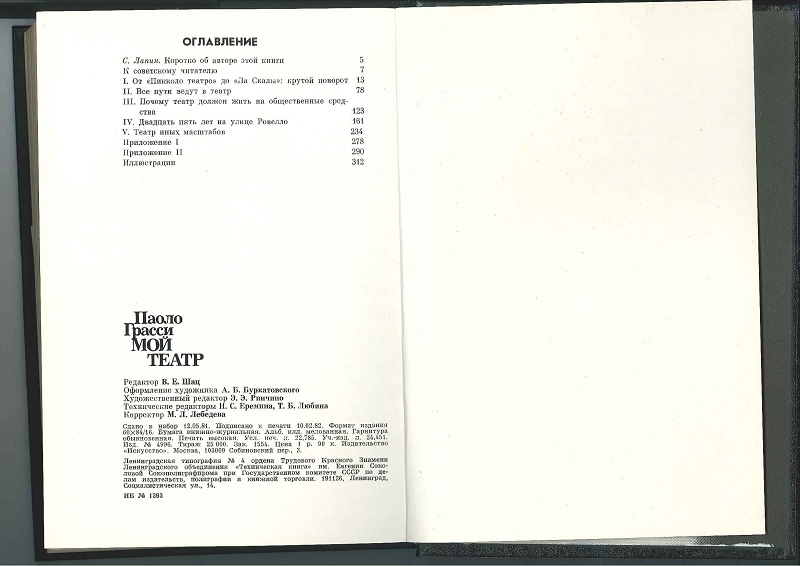 ОГЛАВЛЕНИЕ
С. Лапин. Коротко об авторе этой книги 5
К советскому читателю 7
I. От «Пикколо театро» до «Ла Скалы»: крутой поворот 13
II. Все пути ведут в театр 78
III. Почему театр должен жить на общественные сред-
ства 123
IV. Двадцать пять лет на улице Ровелло 161
V. Театр иных масштабов 234
Приложение I 278
Приложение II 290
Иллюстрации 312
Паоло
Грасси
МОЙ
ТЕАТР
Редактор В. Е. Шац
Оформление художника А. Б. Буркатовского
Художественный редактор Э. Э. Ринчино
Технические редакторы Н. С. Еремина, Т. Б. Любина
Корректор М. Л. Лебедева
Сдано в набор 12.05.81. Подписано к печати 10.02.82. Формат издания
60х84/16. Бумага книжно-журнальная. Альб. илл. мелованная. Гарнитура
обыкновенная. Печать высокая. Усл. печ. л. 22,785. Уч.-изд. л. 24,451.
Изд. № 4996. Тираж 25 000. Зак. 1554. Цена 1 р. 90 к. Издательство
«Искусство». Москва, 103009 Собиновский пер., 3.
Ленинградская типография № 4 ордена Трудового Красного Знамени
Ленинградского объединения «Техническая книга» им. Евгении Соко-
ловой Союзполиграфпрома при Государственном комитете СССР по де-
лам издательств, полиграфии и книжной торговли. 191126, Ленинград,
Социалистическая ул., 14.
ИБ № 1393